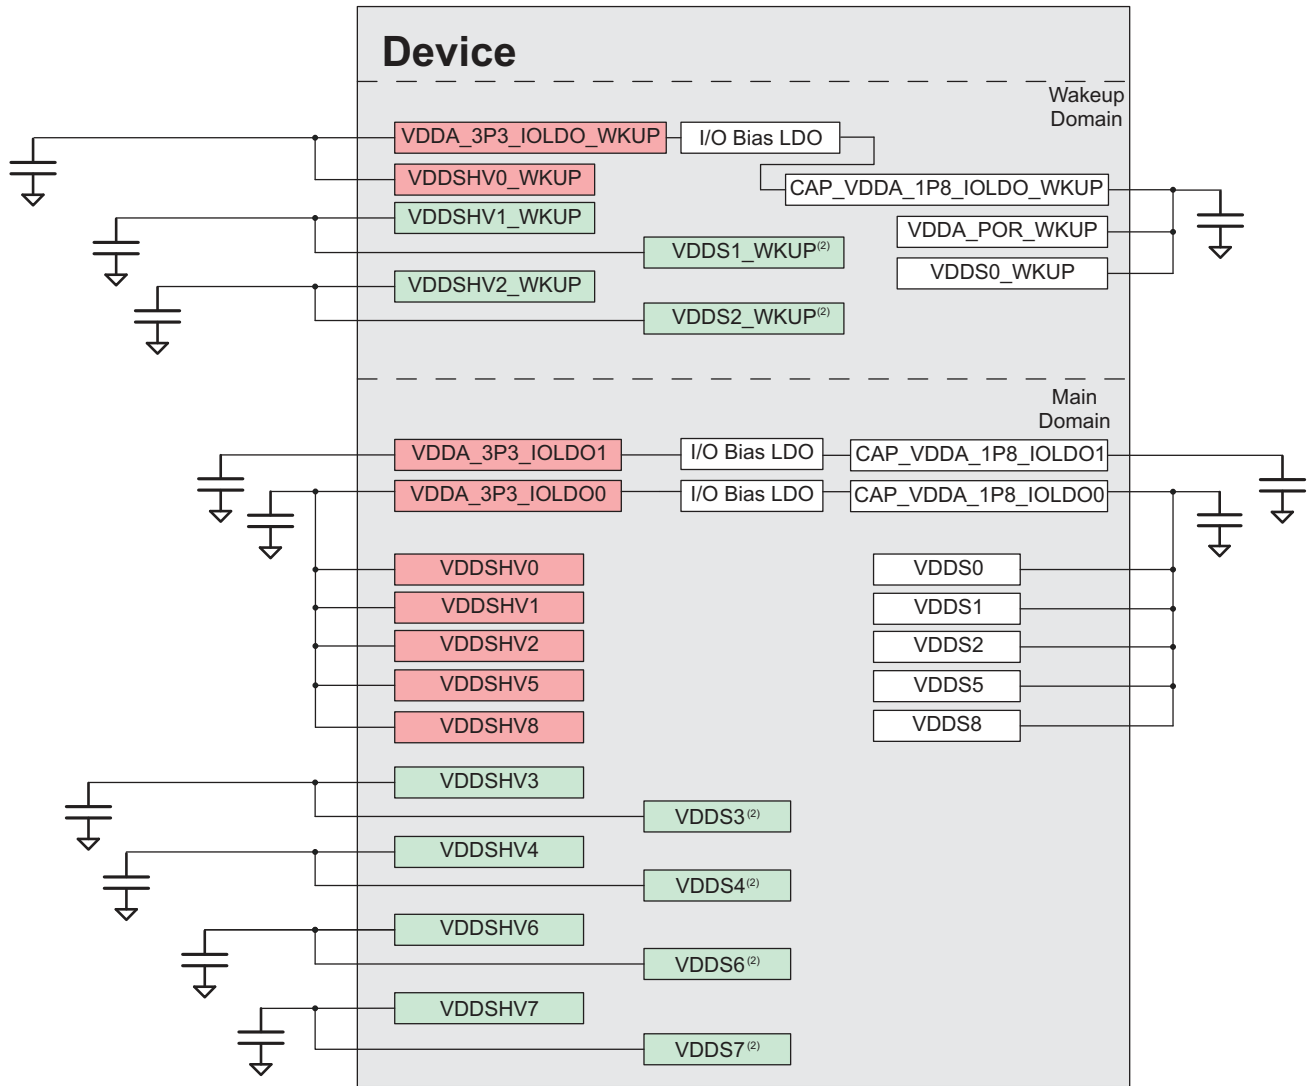 Device
Wakeup
Domain
VDDA_3P3_IOLDO_WKUP
I/O Bias LDO
VDDSHV0_WKUP
CAP_VDDA_1P8_IOLDO_WKUP
VDDSHV1_WKUP
VDDA_POR_WKUP
VDDS1_WKUP(2)
VDDS0_WKUP
VDDSHV2_WKUP
VDDS2_WKUP(2)
Main
Domain
VDDA_3P3_IOLDO1
I/O Bias LDO
CAP_VDDA_1P8_IOLDO1
VDDA_3P3_IOLDO0
I/O Bias LDO
CAP_VDDA_1P8_IOLDO0
VDDSHV0
VDDS0
VDDSHV1
VDDS1
VDDSHV2
VDDS2
VDDSHV5
VDDS5
VDDSHV8
VDDS8
VDDSHV3
VDDS3(2)
VDDSHV4
VDDS4(2)
VDDSHV6
VDDS6(2)
VDDSHV7
VDDS7(2)